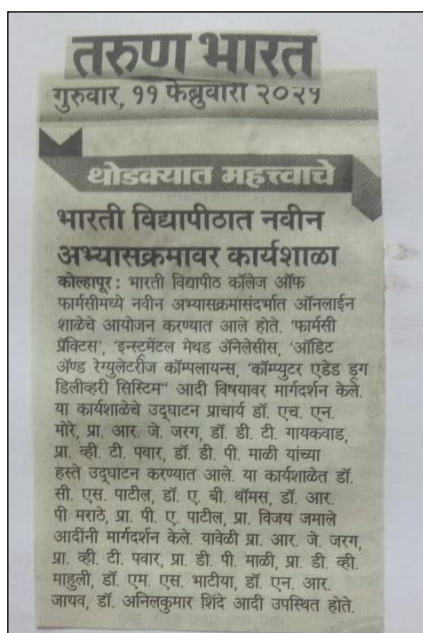 तरुण भारत
गुरुवार, ११ फेब्रुवारी २०२१
थोडक्यात महत्त्वाचे
भारती विद्यापीठात नवीन
अभ्यासक्रमावर कार्यशाळा
कोल्हापूर : भारती विद्यापीठ कॉलेज ऑफ
फार्मसीमध्ये नवीन अभ्यासक्रमासंदर्भात ऑनलाईन
शाळेचे आयोजन करण्यात आले होते. 'फार्मसी
प्रॅक्टिस', 'इन्स्ट्रूमेंटल मेथड अ‍ॅनेलेसीस, 'ऑडिट
अ‍ॅण्ड रेग्युलेटरीज कॉम्पलायन्स, 'कॉम्प्युटर एडेड ड्रग
डिलीव्हरी सिस्टिम" आदी विषयावर मार्गदर्शन केले.
या कार्यशाळेचे उद्‌घाटन प्राचार्य डॉ. एच. एन.
मोरे, प्रा. आर. जे. जरग, डॉ. डी. टी. गायकवाड,
प्रा. व्ही. टी. पवार, डॉ. डी. पी. माळी यांच्या
हस्ते उद्‌घाटन करण्यात आले. या कार्यशाळेत डॉ.
सी. एस. पाटील, डॉ. ए. बी. थॉमस, डॉ. आर.
पी मराठे, प्रा. पी. ए. पाटील, प्रा. विजय जमाले
आदींनी मार्गदर्शन केले. यावेळी प्रा. आर. जे. जरग,
प्रा. व्ही. टी. पवार, प्रा. डी. पी. माळी, प्रा. डी. व्ही.
माहुली, डॉ. एम. एस. भाटीया, डॉ. एन. आर.
जाधव, डॉ. अनिलकुमार शिंदे आदी उपस्थित होते.